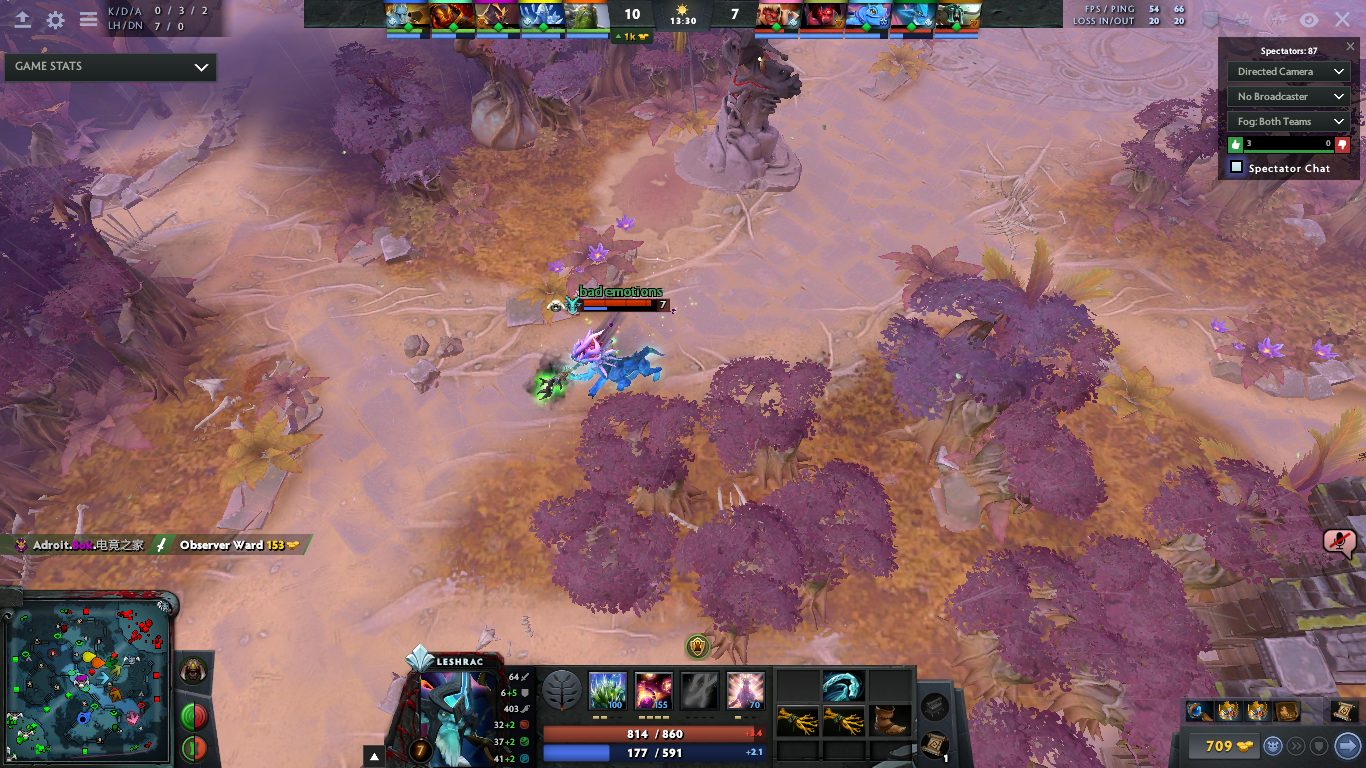 K/D/A 0 / 3 / 2
LH/DN 7 / 0
10 13:30 7
1k
FPS / PING 54 66
LOSS IN/OUT 20 20
GAME STATS
Spectators: 87
Directed Camera
No Broadcaster
Fog: Both Teams
3 0
Spectator Chat
bad emotions
7
Adroit.Bok.电竞之家 Observer Ward 153
LESHRAC
64
6+5
403
32+2
37+2
41+2
7
100 155 70
814 / 860 +3.4
177 / 591 +2.1
1
709